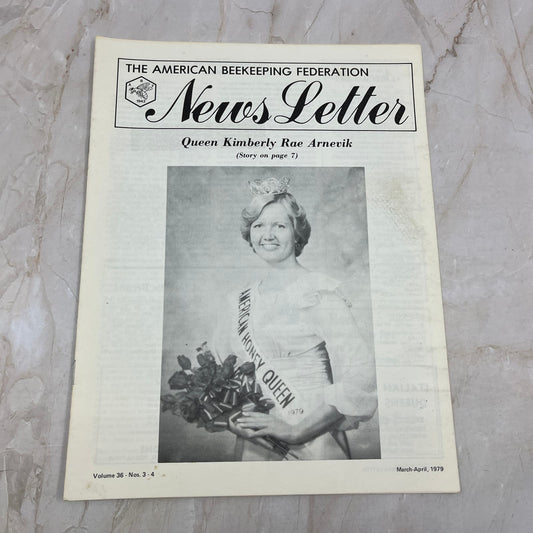 THE AMERICAN BEEKEEPING FEDERATION
News Letter
Queen Kimberly Rae Arnevik
(Story on page 7)
AMERICAN HONEY QUEEN
1979
Volume 36 - Nos. 3 - 4
March-April, 1979